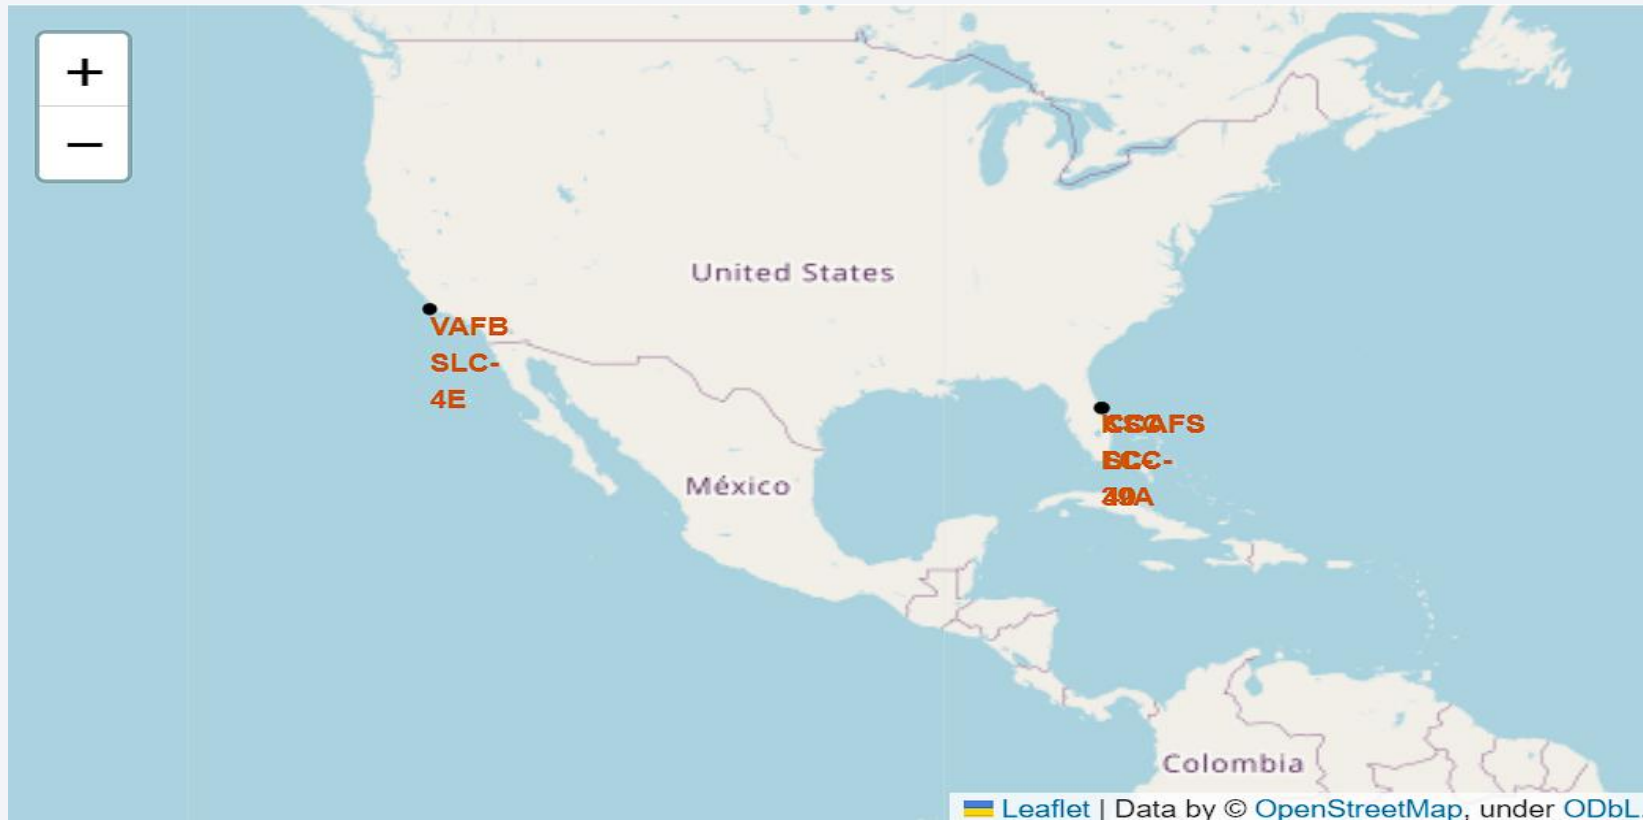 +
−
United States
VAFB
SLC-
4E
México
Colombia
Leaflet | Data by © OpenStreetMap, under ODbL.